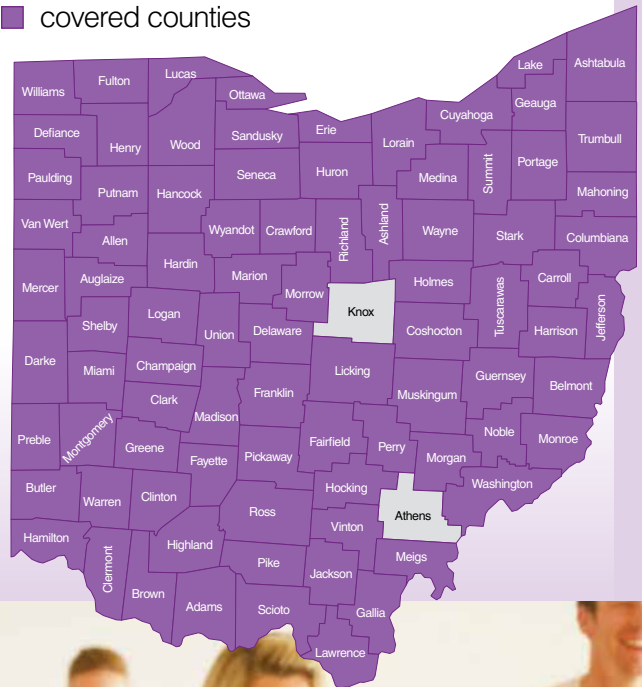 covered counties
Lake
Ashtabula
Williams
Fulton
Lucas
Ottawa
Geauga
Cuyahoga
Defiance
Henry
Wood
Sandusky
Erie
Lorain
Trumbull
Paulding
Putnam
Hancock
Seneca
Huron
Medina
Summit
Portage
Mahoning
Van Wert
Allen
Wyandot
Crawford
Richland
Ashland
Wayne
Stark
Columbiana
Mercer
Auglaize
Hardin
Marion
Morrow
Knox
Holmes
Tuscarawas
Carroll
Jefferson
Shelby
Logan
Union
Delaware
Coshocton
Harrison
Darke
Miami
Champaign
Licking
Guernsey
Belmont
Clark
Madison
Franklin
Muskingum
Preble
Montgomery
Greene
Fayette
Pickaway
Fairfield
Perry
Morgan
Noble
Monroe
Butler
Warren
Clinton
Ross
Hocking
Athens
Washington
Hamilton
Clermont
Highland
Vinton
Meigs
Brown
Adams
Pike
Scioto
Jackson
Gallia
Lawrence